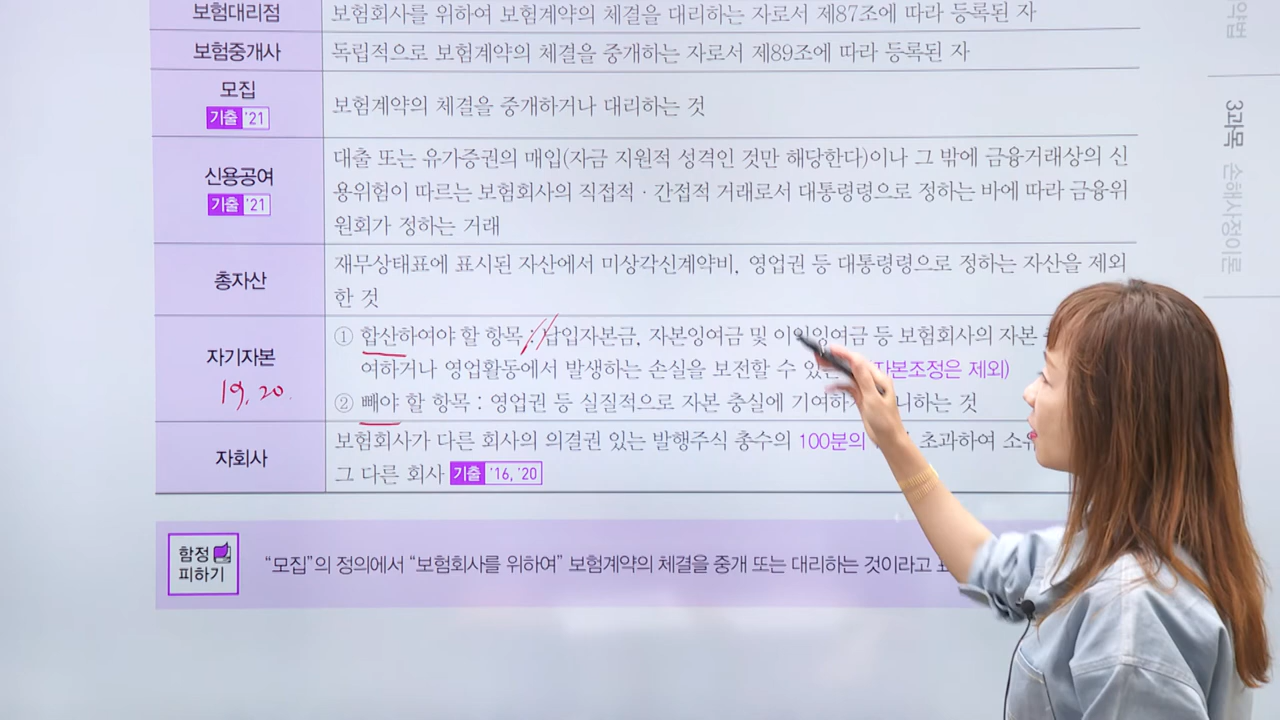 보험대리점
보험회사를 위하여 보험계약의 체결을 대리하는 자로서 제87조에 따라 등록된 자
보험중개사
독립적으로 보험계약의 체결을 중개하는 자로서 제89조에 따라 등록된 자
모집
기출 '21
보험계약의 체결을 중개하거나 대리하는 것
신용공여
기출 '21
대출 또는 유가증권의 매입(자금 지원적 성격인 것만 해당한다)이나 그 밖에 금융거래상의 신
용위험이 따르는 보험회사의 직접적 · 간접적 거래로서 대통령령으로 정하는 바에 따라 금융위
원회가 정하는 거래
총자산
재무상태표에 표시된 자산에서 미상각신계약비, 영업권 등 대통령령으로 정하는 자산을 제외
한 것
자기자본
19, 20.
① 합산하여야 할 항목 : 납입자본금, 자본잉여금 및 이익잉여금 등 보험회사의 자본
여하거나 영업활동에서 발생하는 손실을 보전할 수 있는 자본조정은 제외)
② 빼야 할 항목 : 영업권 등 실질적으로 자본 충실에 기여하지 니하는 것
자회사
보험회사가 다른 회사의 의결권 있는 발행주식 총수의 100분의 초과하여
그 다른 회사 기출 '16, '20
함정
피하기
“모집”의 정의에서 “보험회사를 위하여” 보험계약의 체결을 중개 또는 대리하는 것이라고
3과목 손해사정이론